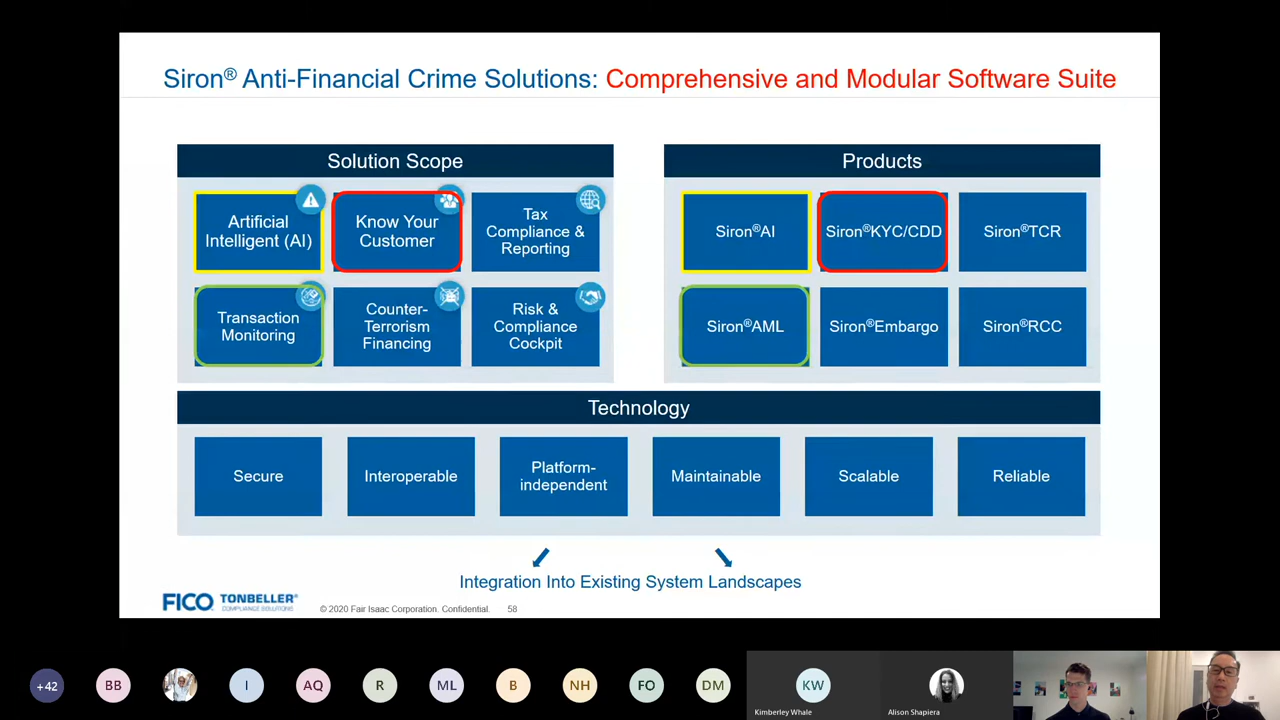 Siron® Anti-Financial Crime Solutions: Comprehensive and Modular Software Suite
Solution Scope
Artificial
Intelligent (AI)
Know Your
Customer
Tax
Compliance &
Reporting
Transaction
Monitoring
Counter-
Terrorism
Financing
Risk &
Compliance
Cockpit
Products
Siron®AI
Siron®KYC/CDD
Siron®TCR
Siron®AML
Siron®Embargo
Siron®RCC
Technology
Secure
Interoperable
Platform-
independent
Maintainable
Scalable
Reliable
Integration Into Existing System Landscapes
FICO TONBELLER®
COMPLIANCE SOLUTIONS
© 2020 Fair Isaac Corporation. Confidential. 58
+42
BB
I
AQ
R
ML
B
NH
FO
DM
KW
Kimberley Whale
Alison Shapiera